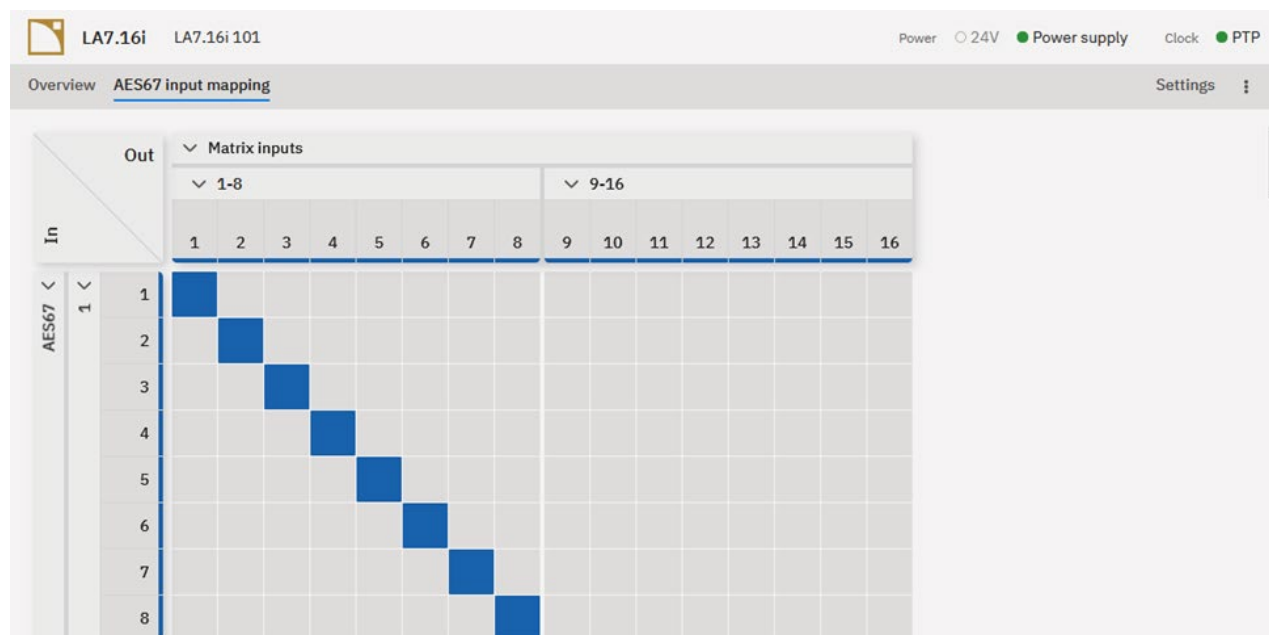 LA7.16i LA7.16i 101 Power 24V Power supply Clock PTP
Overview AES67 input mapping Settings
Out Matrix inputs
1-8 9-16
In 1 2 3 4 5 6 7 8 9 10 11 12 13 14 15 16
AES67 1 1
2
3
4
5
6
7
8